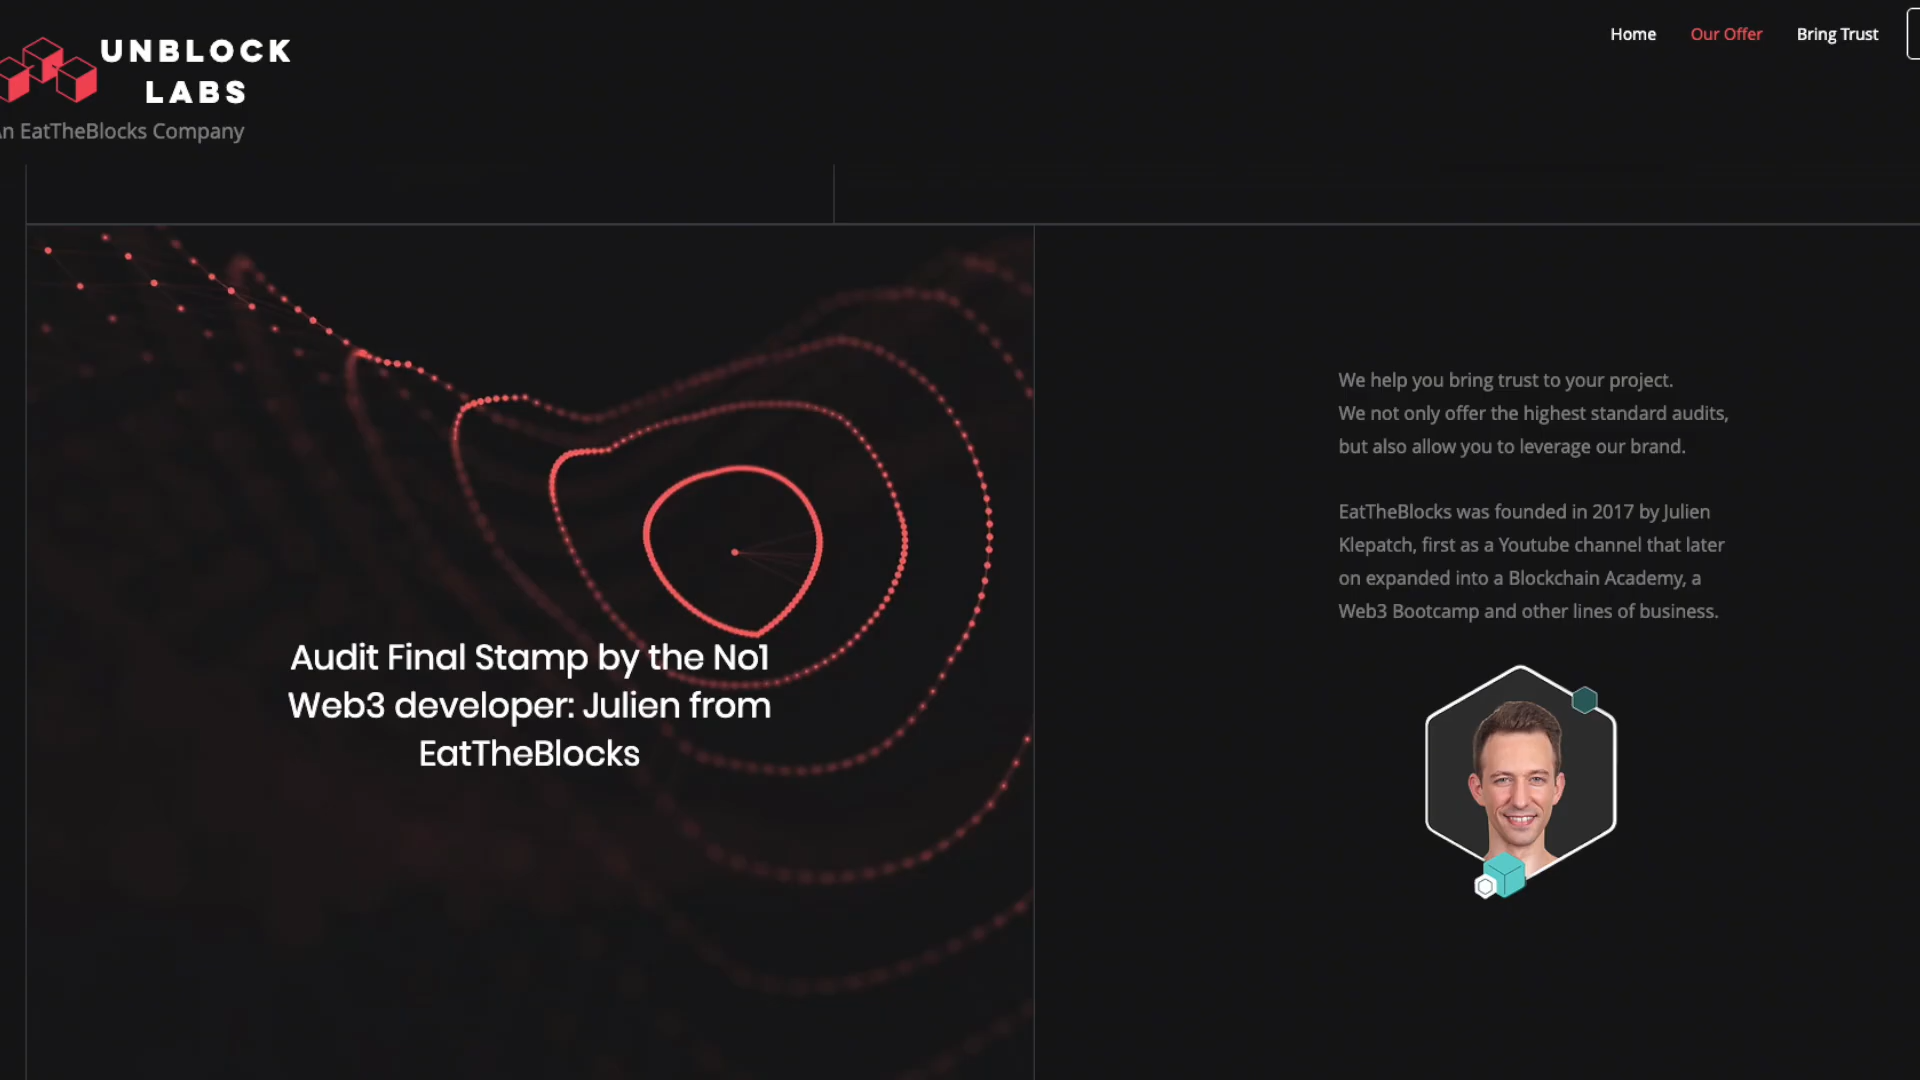 UNBLOCK
LABS
An EatTheBlocks Company
Home
Our Offer
Bring Trust
Audit Final Stamp by the No1
Web3 developer: Julien from
EatTheBlocks
We help you bring trust to your project.
We not only offer the highest standard audits,
but also allow you to leverage our brand.
EatTheBlocks was founded in 2017 by Julien
Klepatch, first as a Youtube channel that later
on expanded into a Blockchain Academy, a
Web3 Bootcamp and other lines of business.